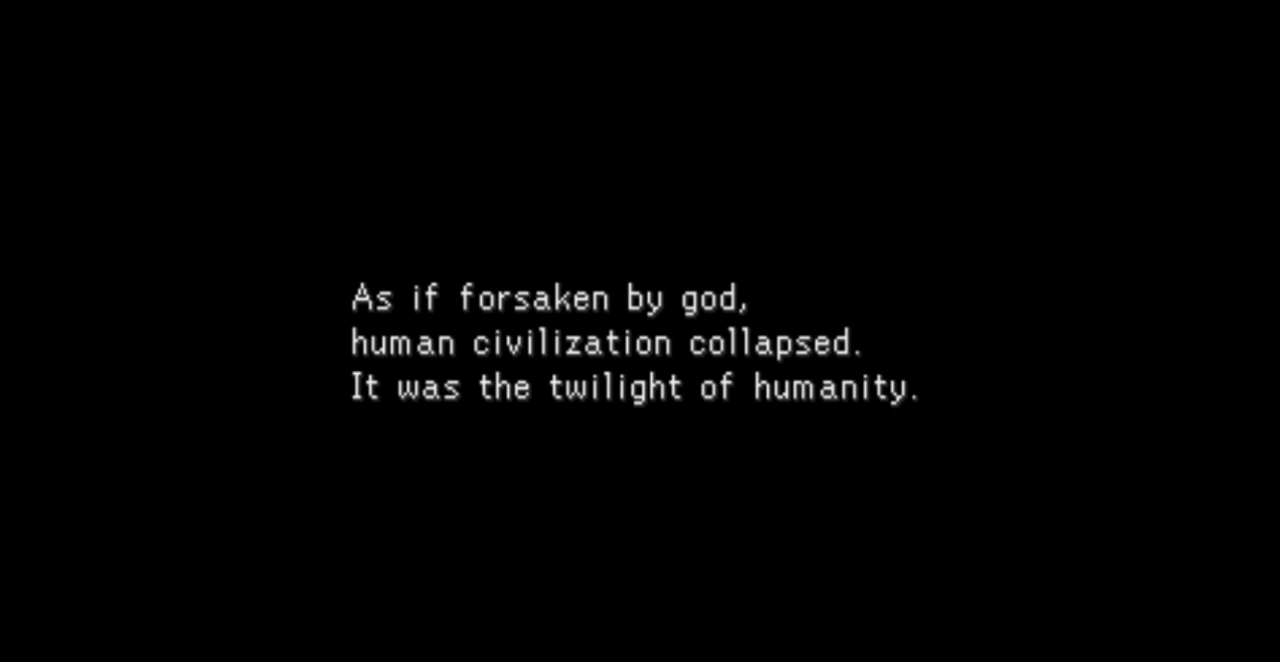 As if forsaken by god,
human civilization collapsed.
It was the twilight of humanity.